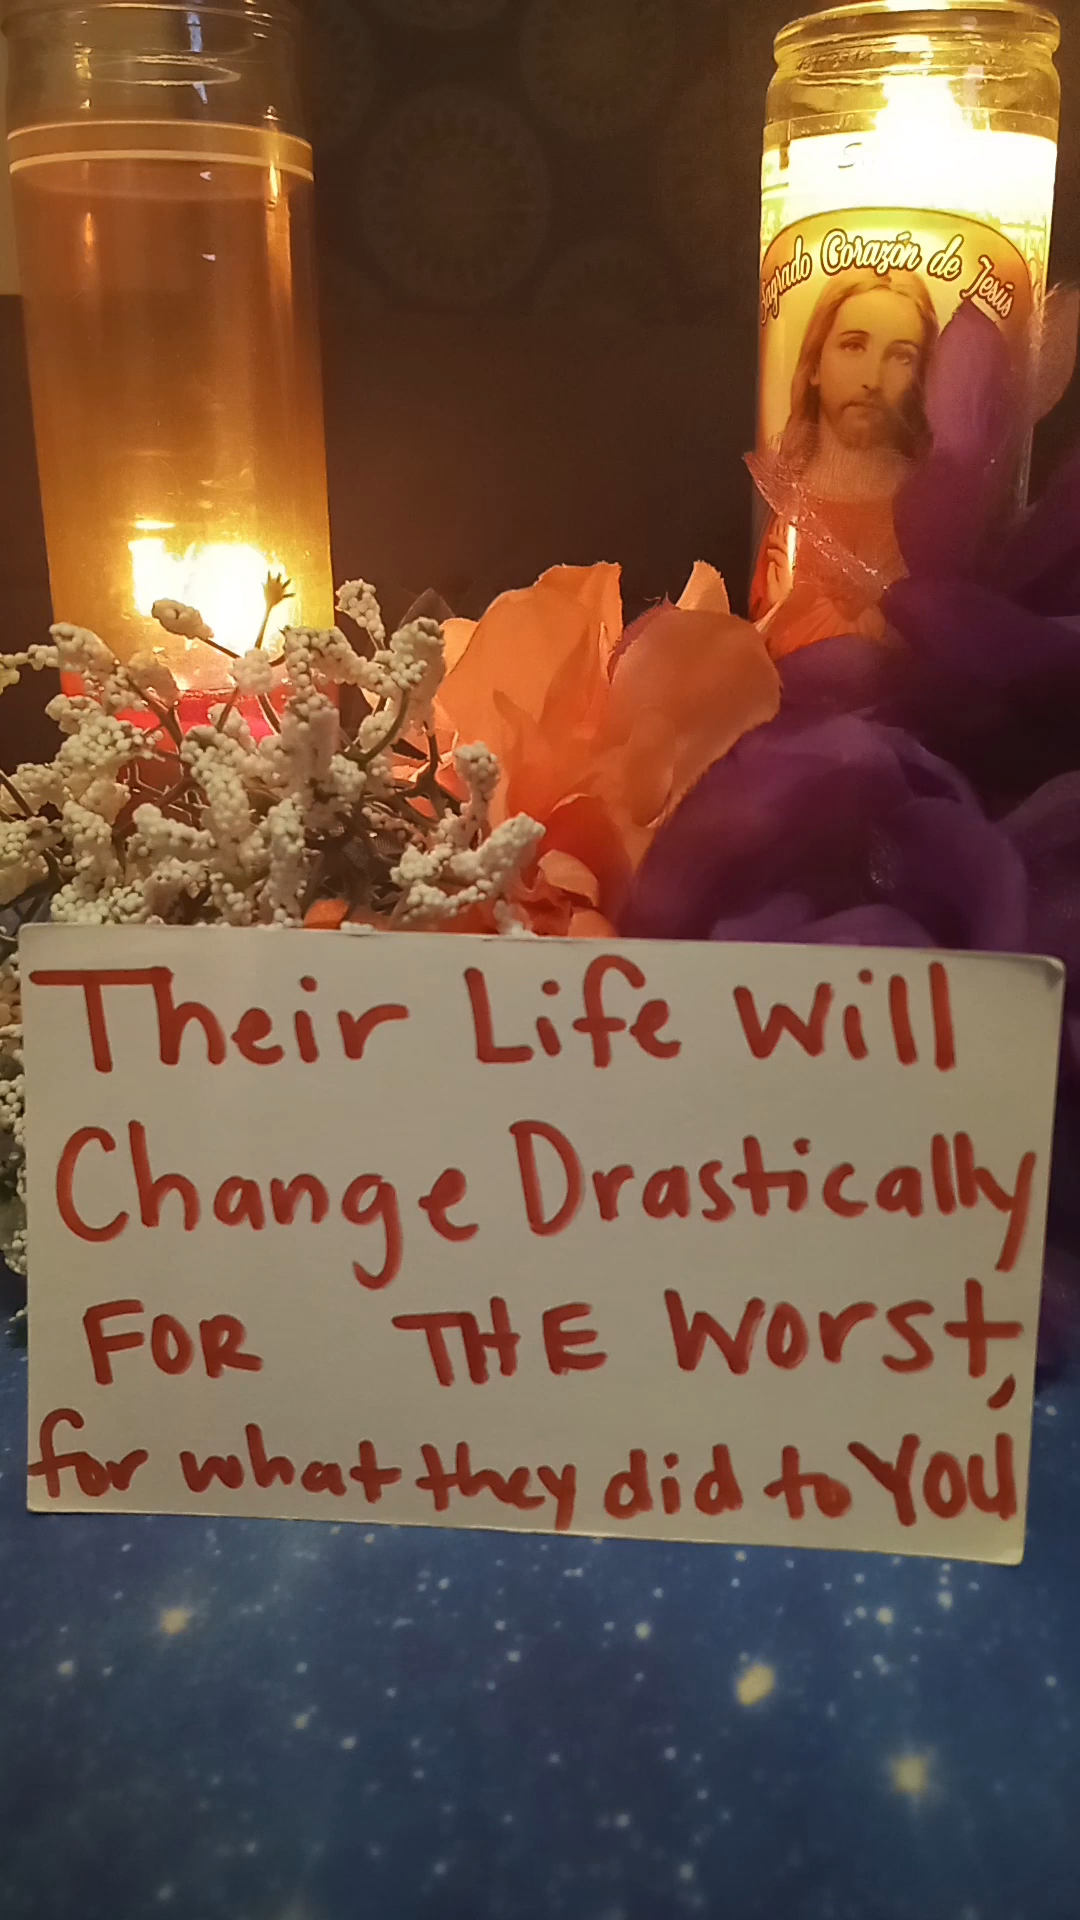 Sagrado Corazón de Jesús
Their Life Will
Change Drastically
FOR THE Worst,
for what they did to You